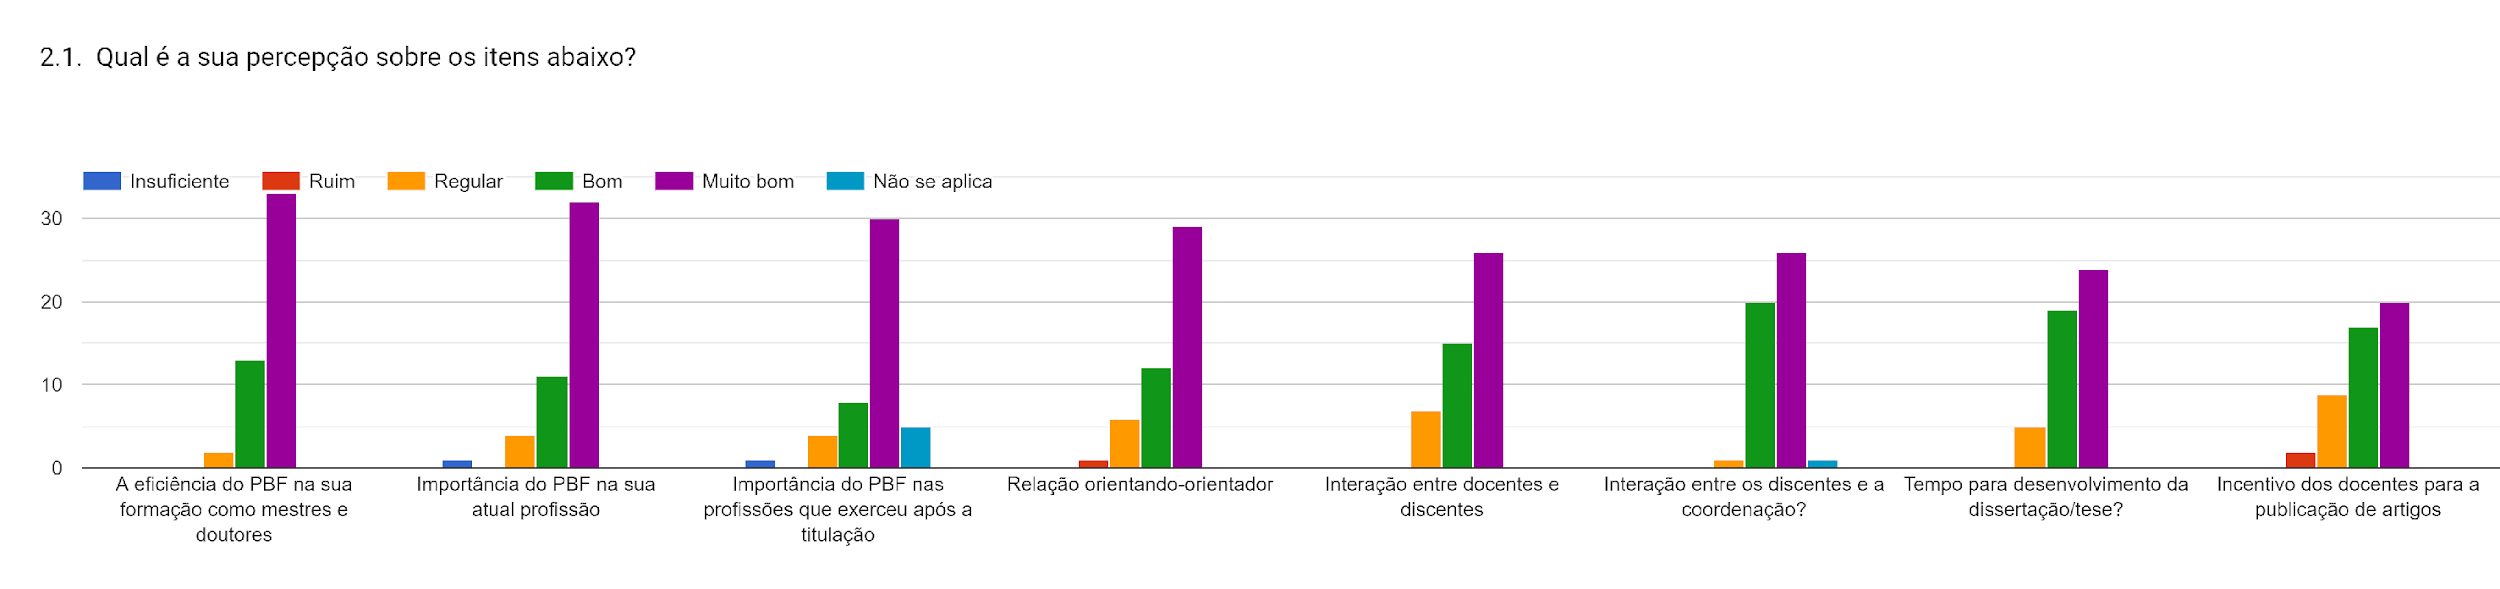 2.1. Qual é a sua percepção sobre os itens abaixo?
Insuficiente Ruim Regular Bom Muito bom Não se aplica
30
20
10
0
A eficiência do PBF na sua
formação como mestres e
doutores
Importância do PBF na sua
atual profissão
Importância do PBF nas
profissões que exerceu após a
titulação
Relação orientando-orientador
Interação entre docentes e
discentes
Interação entre os discentes e a
coordenação?
Tempo para desenvolvimento da
dissertação/tese?
Incentivo dos docentes para a
publicação de artigos